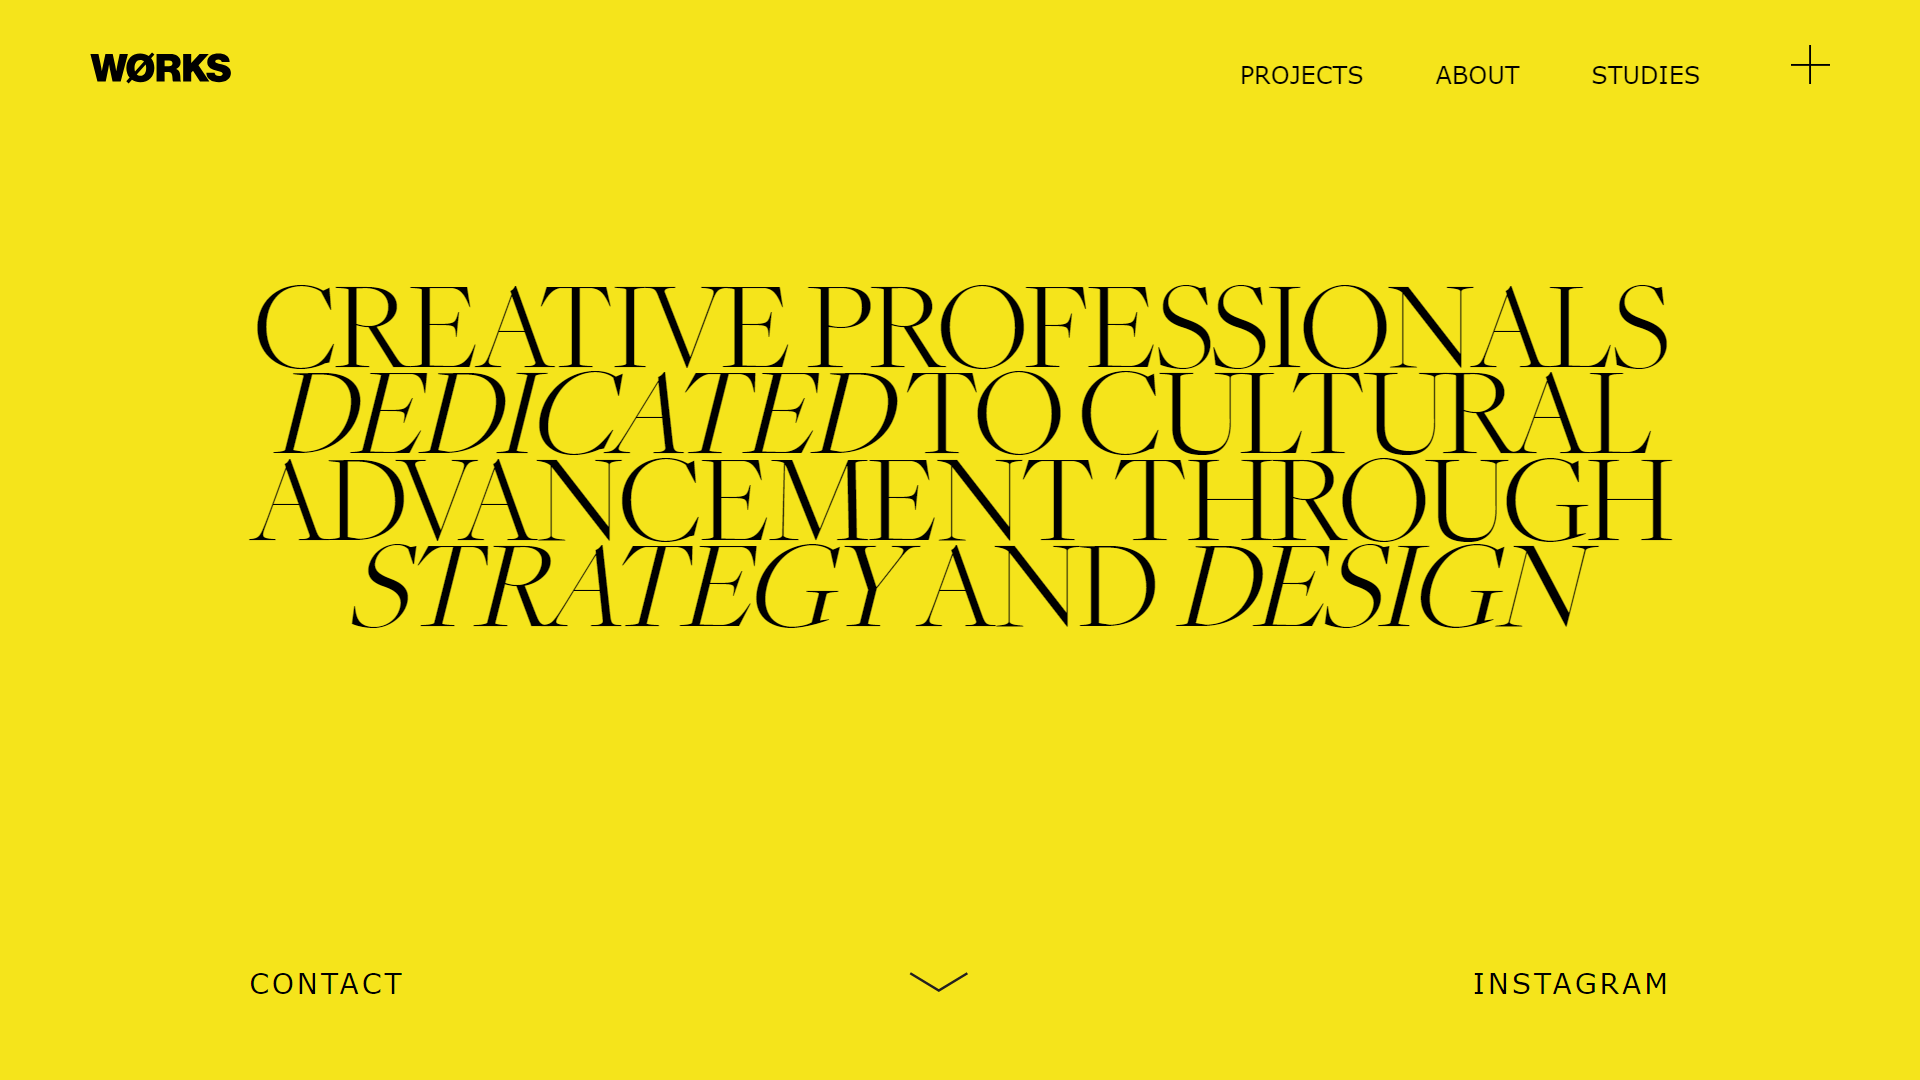 WØRKS
PROJECTS
ABOUT
STUDIES
CREATIVE PROFESSIONALS
DEDICATED TO CULTURAL
ADVANCEMENT THROUGH
STRATEGY AND DESIGN
CONTACT
INSTAGRAM